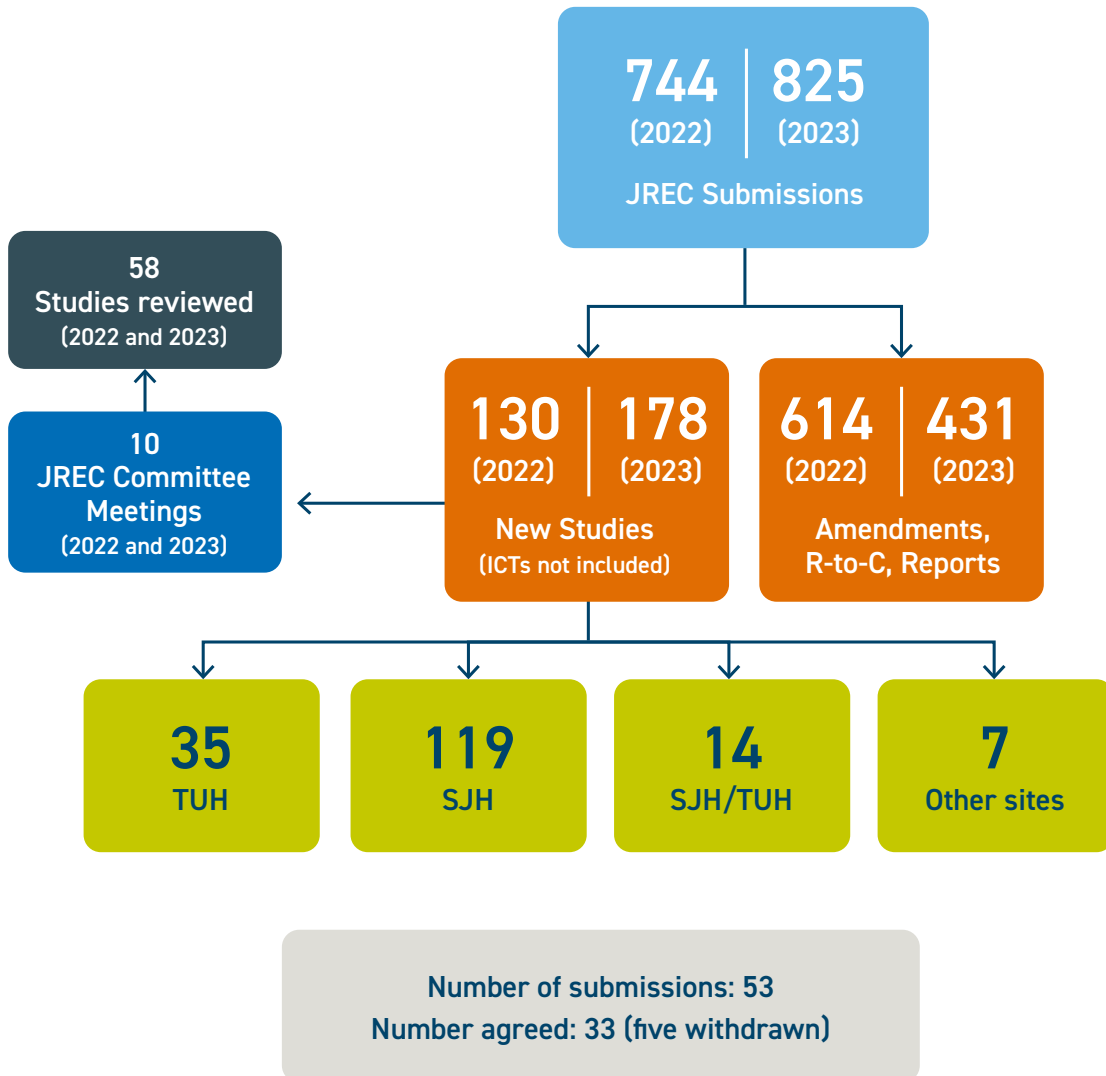 744
(2022)
825
(2023)
JREC Submissions
58
Studies reviewed
(2022 and 2023)
10
JREC Committee
Meetings
(2022 and 2023)
130
(2022)
178
(2023)
New Studies
(ICTs not included)
614
(2022)
431
(2023)
Amendments,
R-to-C, Reports
35
TUH
119
SJH
14
SJH/TUH
7
Other sites
Number of submissions: 53
Number agreed: 33 (five withdrawn)